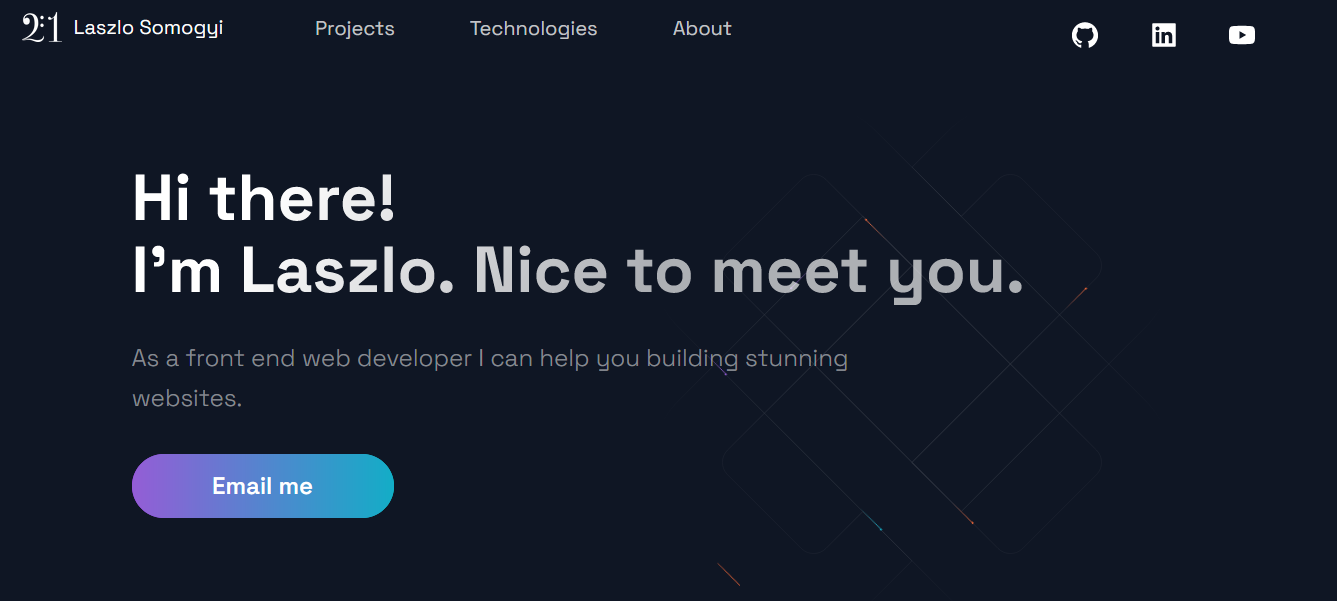 2:1 Laszlo Somogyi Projects Technologies About
in
Hi there!
I’m Laszlo. Nice to meet you.
As a front end web developer I can help you building stunning
websites.
Email me